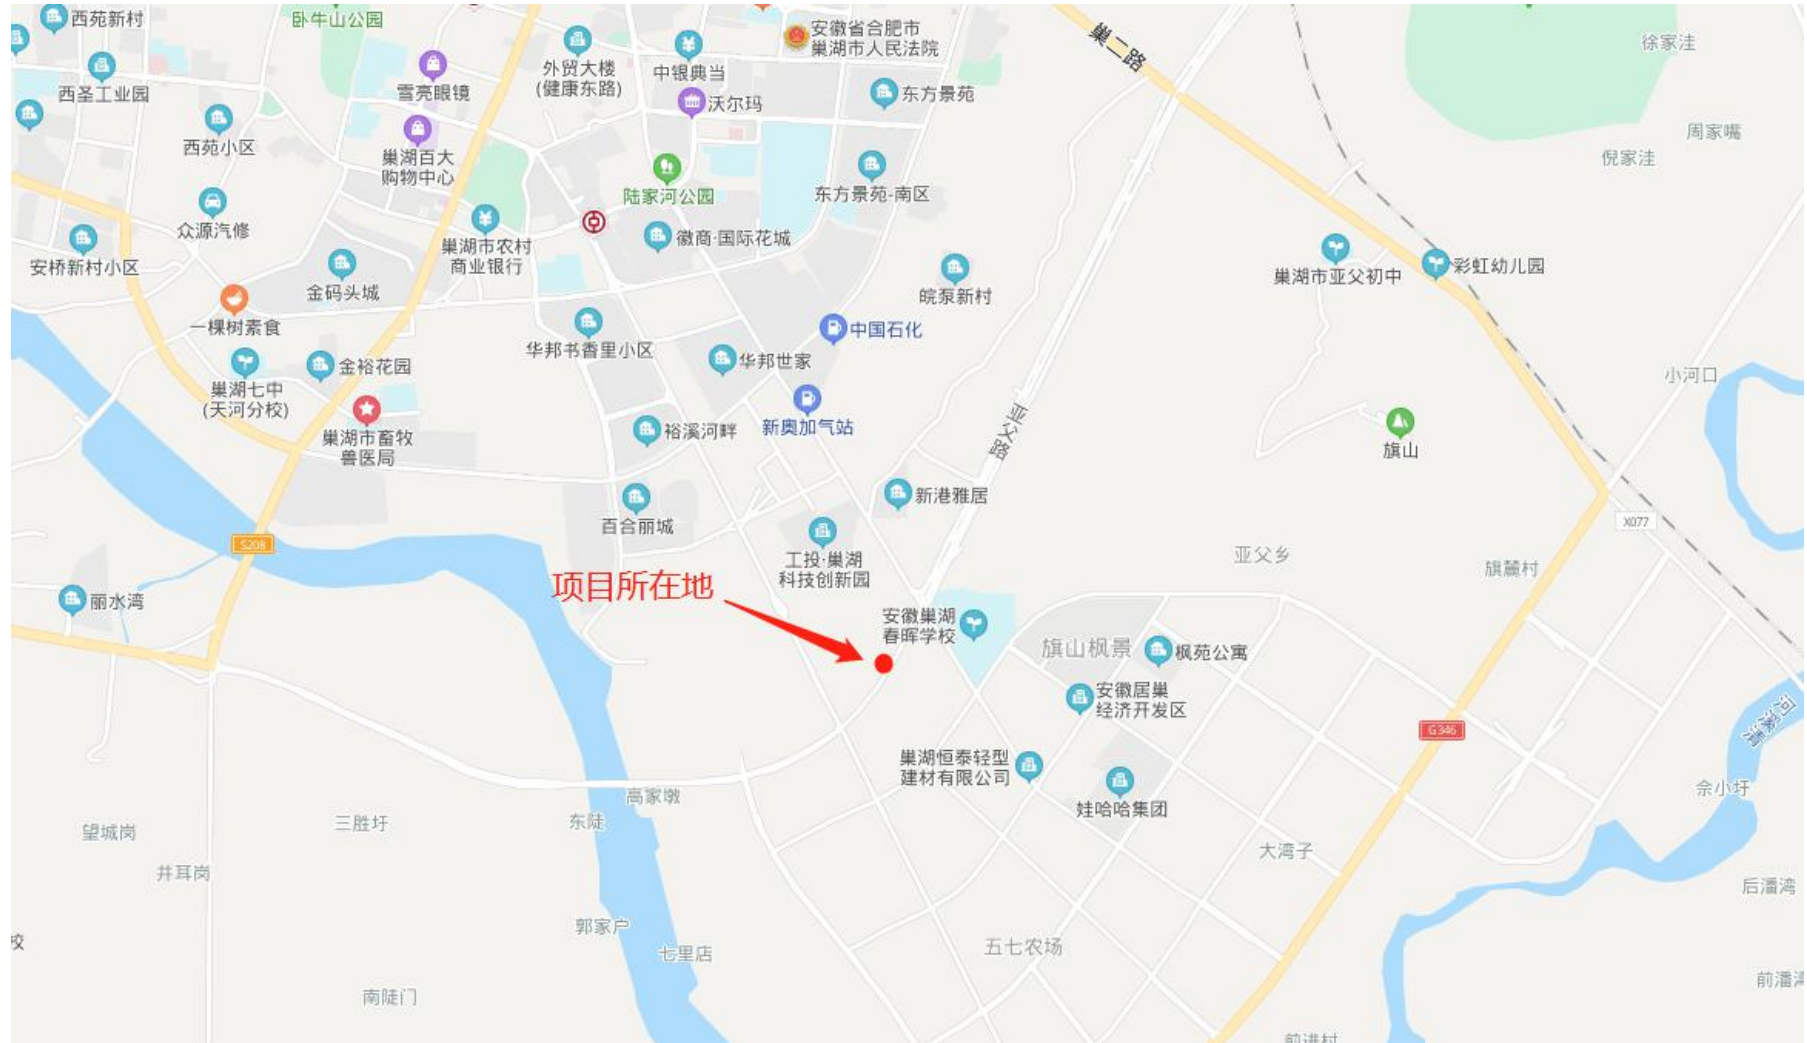 西苑新村
卧牛山公园
安徽省合肥市
巢湖市人民法院
巢二路
徐家洼
西圣工业园
雪亮眼镜
外贸大楼
(健康东路)
中银典当
沃尔玛
东方景苑
周家嘴
倪家洼
西苑小区
巢湖百大
购物中心
陆家河公园
东方景苑-南区
众源汽修
安桥新村小区
巢湖市农村
商业银行
徽商·国际花城
金码头城
皖泵新村
巢湖市亚父初中
彩虹幼儿园
一棵树素食
华邦书香里小区
中国石化
华邦世家
金裕花园
巢湖七中
(天河分校)
小河口
巢湖市畜牧
兽医局
裕溪河畔
新奥加气站
亚父路
旗山
百合丽城
新港雅居
X077
S208
工投·巢湖
科技创新园
亚父乡
旗麓村
项目所在地
丽水湾
安徽巢湖
春晖学校
旗山枫景
枫苑公寓
安徽居巢
经济开发区
G346
清溪河
巢湖恒泰轻型
建材有限公司
娃哈哈集团
高家墩
佘小圩
望城岗
三胜圩
东陡
大湾子
井耳岗
后潘湾
郭家户
七里店
五七农场
校
南陡门
前潘湾
前进村